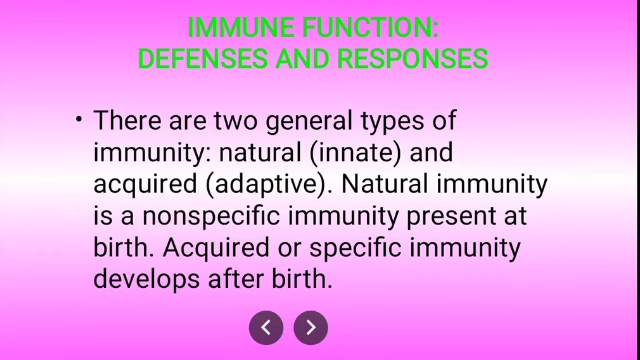 IMMUNE FUNCTION:
DEFENSES AND RESPONSES
• There are two general types of
immunity: natural (innate) and
acquired (adaptive). Natural immunity
is a nonspecific immunity present at
birth. Acquired or specific immunity
develops after birth.